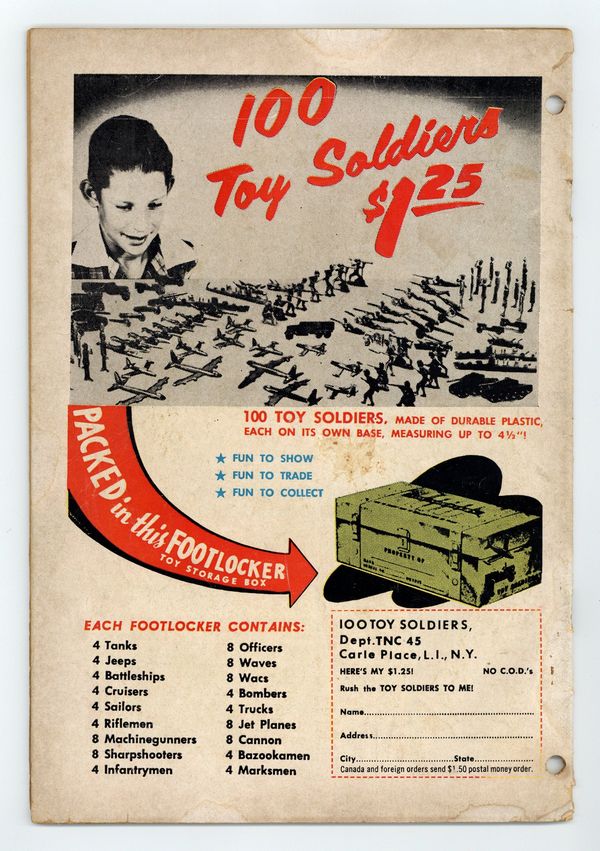 100
Toy Soldiers
$1.25
100 TOY SOLDIERS, MADE OF DURABLE PLASTIC,
EACH ON ITS OWN BASE, MEASURING UP TO 4½"!
★ FUN TO SHOW
★ FUN TO TRADE
★ FUN TO COLLECT
PACKED in this FOOTLOCKER
TOY STORAGE BOX
PROPERTY OF
EACH FOOTLOCKER CONTAINS:
4 Tanks
4 Jeeps
4 Battleships
4 Cruisers
4 Sailors
4 Riflemen
8 Machinegunners
8 Sharpshooters
4 Infantrymen
8 Officers
8 Waves
8 Wacs
4 Bombers
4 Trucks
8 Jet Planes
8 Cannon
4 Bazookamen
4 Marksmen
100 TOY SOLDIERS,
Dept. TNC 45
Carle Place, L.I., N.Y.
HERE'S MY $1.25! NO C.O.D.'s
Rush the TOY SOLDIERS TO ME!
Name
Address
City State
Canada and foreign orders send $1.50 postal money order.